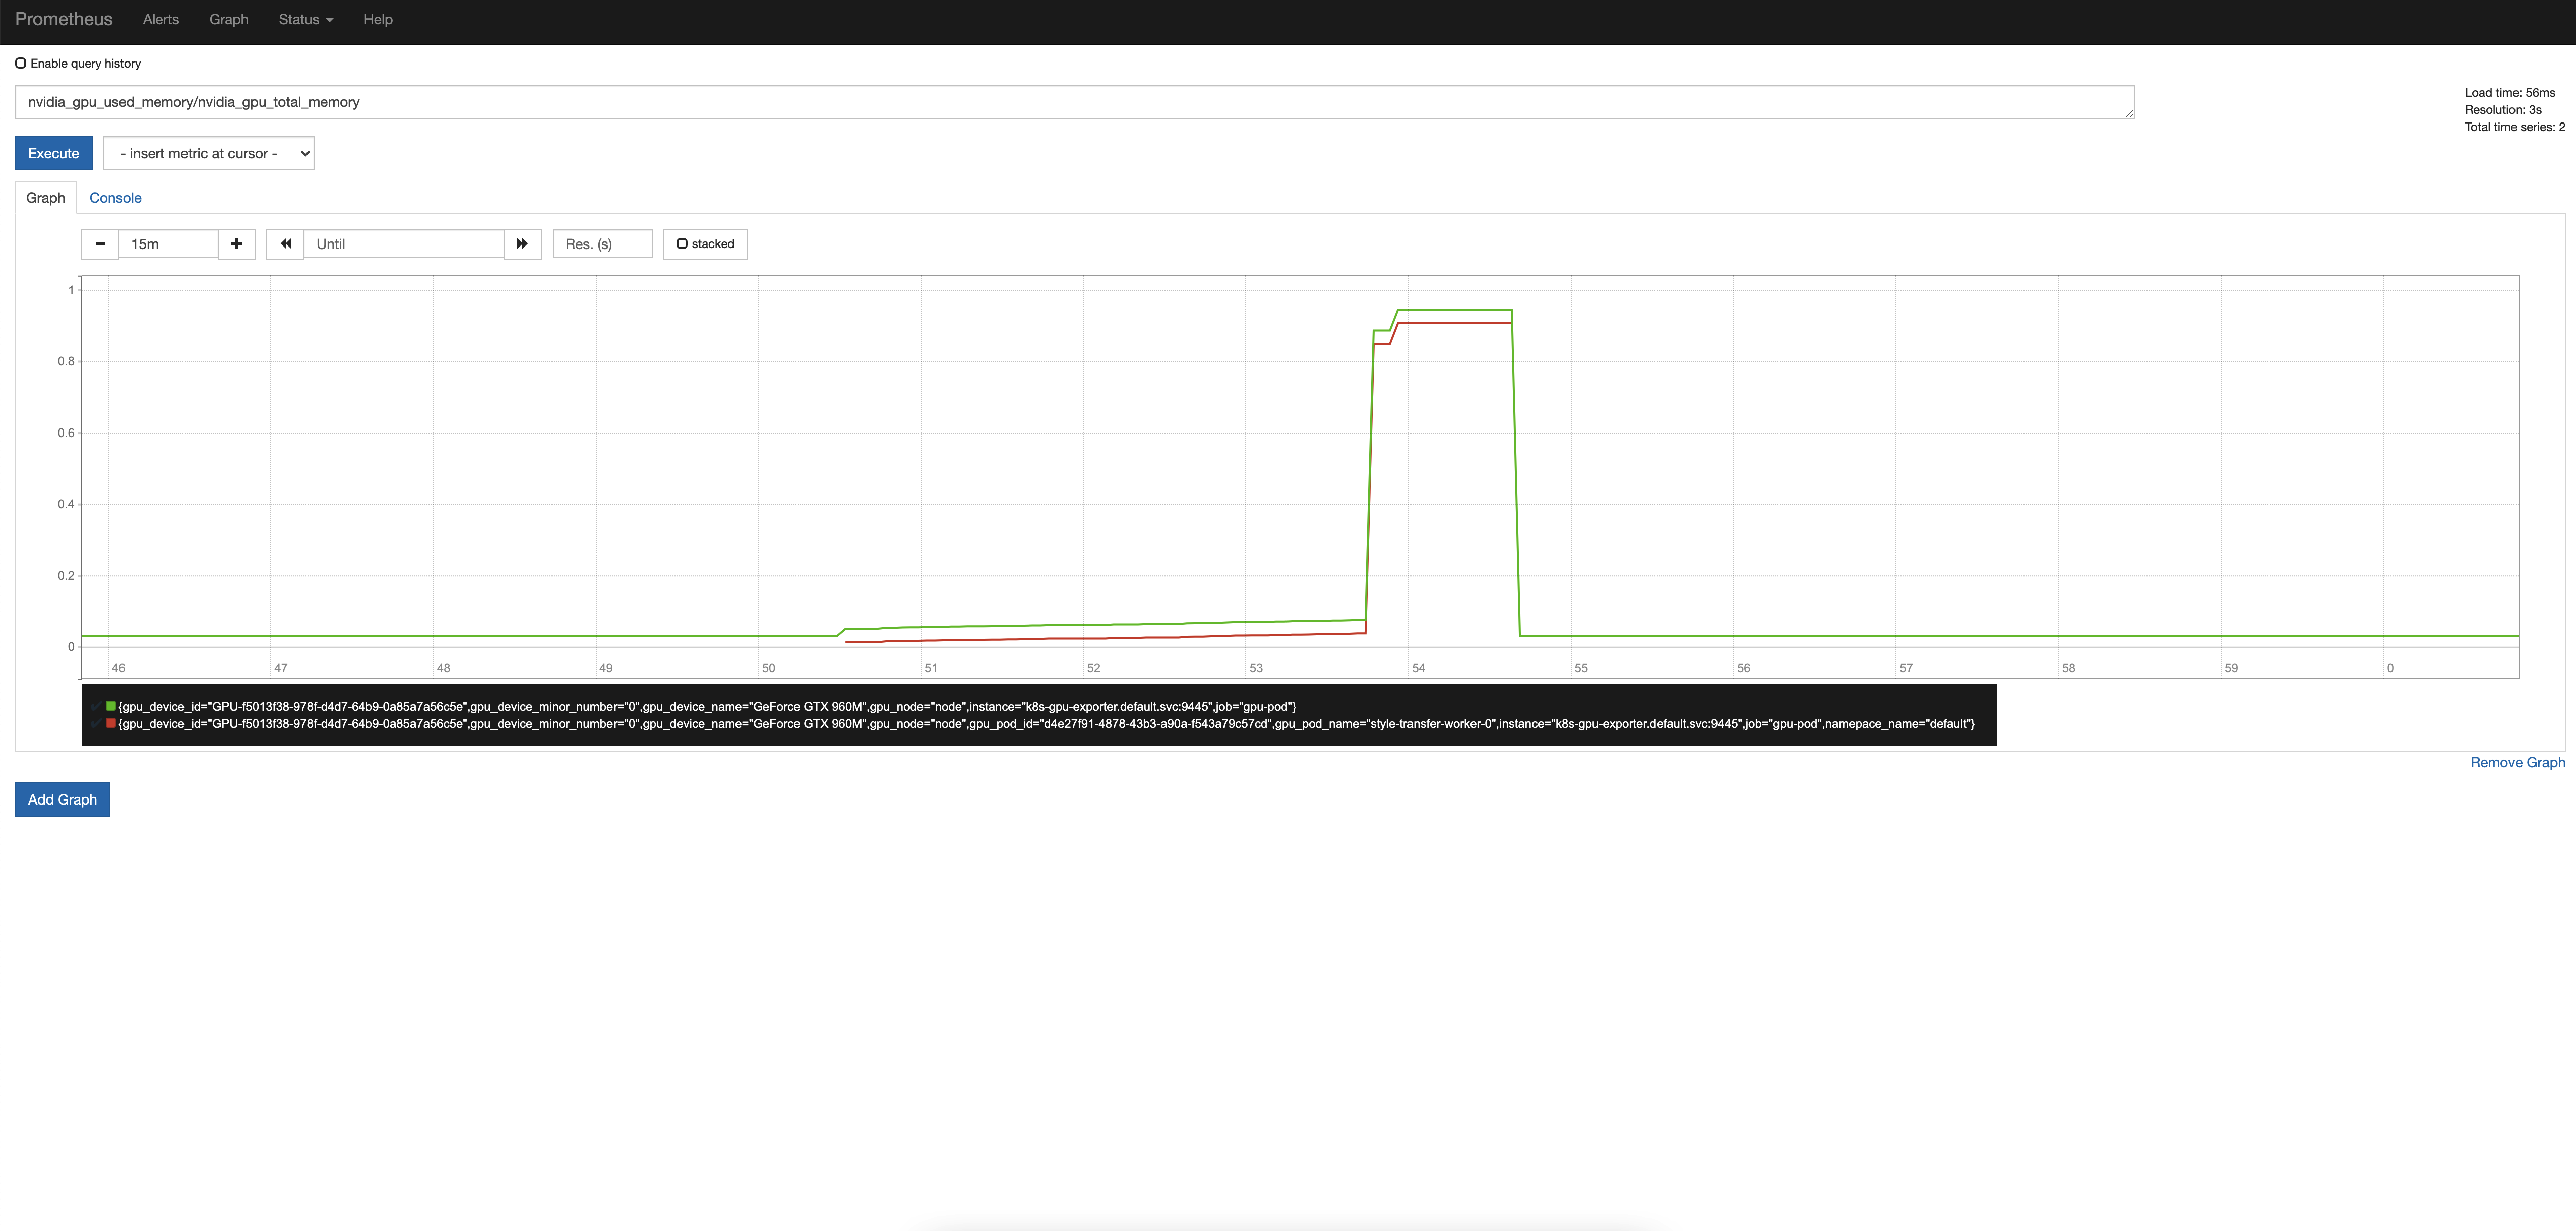 Prometheus Alerts Graph Status Help
Enable query history
nvidia_gpu_used_memory/nvidia_gpu_total_memory
Load time: 56ms
Resolution: 3s
Total time series: 2
Execute - insert metric at cursor -
Graph Console
15m Until Res. (s) stacked
1
0.8
0.6
0.4
0.2
0
46 47 48 49 50 51 52 53 54 55 56 57 58 59 0
{gpu_device_id="GPU-f5013f38-978f-d4d7-64b9-0a85a7a56c5e",gpu_device_minor_number="0",gpu_device_name="GeForce GTX 960M",gpu_node="node",instance="k8s-gpu-exporter.default.svc:9445",job="gpu-pod"}
{gpu_device_id="GPU-f5013f38-978f-d4d7-64b9-0a85a7a56c5e",gpu_device_minor_number="0",gpu_device_name="GeForce GTX 960M",gpu_node="node",gpu_pod_id="d4e27f91-4878-43b3-a90a-f543a79c57cd",gpu_pod_name="style-transfer-worker-0",instance="k8s-gpu-exporter.default.svc:9445",job="gpu-pod",namepace_name="default"}
Remove Graph
Add Graph